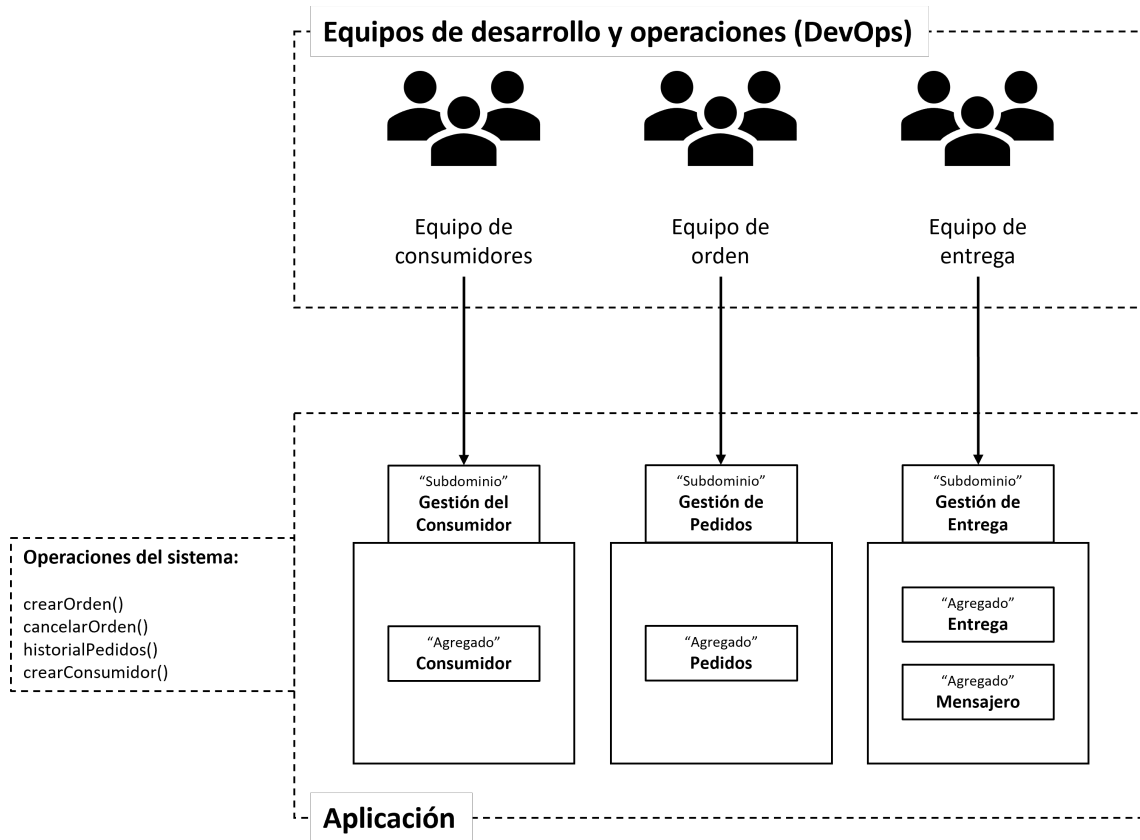 Equipos de desarrollo y operaciones (DevOps)
Equipo de
consumidores
Equipo de
orden
Equipo de
entrega
“Subdominio”
Gestión del
Consumidor
“Subdominio”
Gestión de
Pedidos
“Subdominio”
Gestión de
Entrega
Operaciones del sistema:
crearOrden()
cancelarOrden()
historialPedidos()
crearConsumidor()
“Agregado”
Consumidor
“Agregado”
Pedidos
“Agregado”
Entrega
“Agregado”
Mensajero
Aplicación